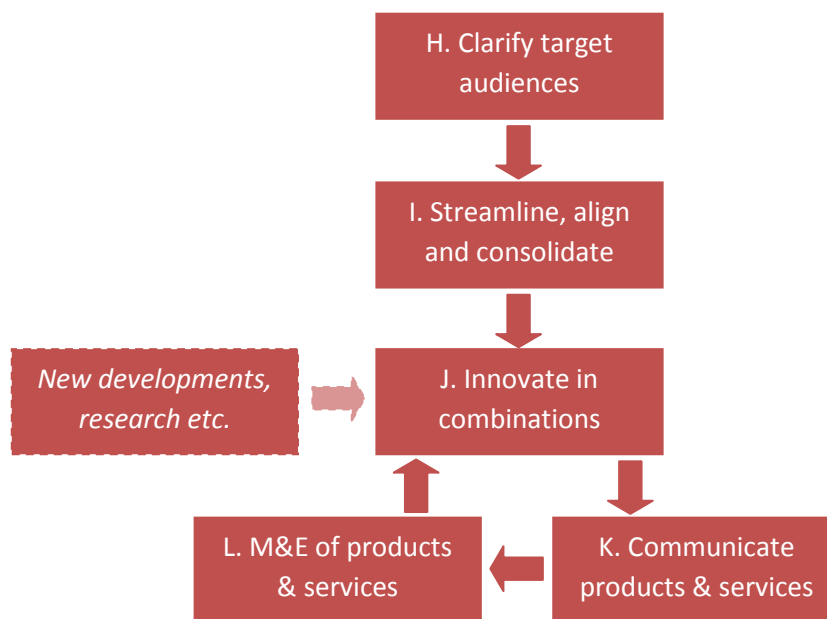 H. Clarify target
audiences
I. Streamline, align
and consolidate
New developments,
research etc.
J. Innovate in
combinations
L. M&E of products
& services
K. Communicate
products & services